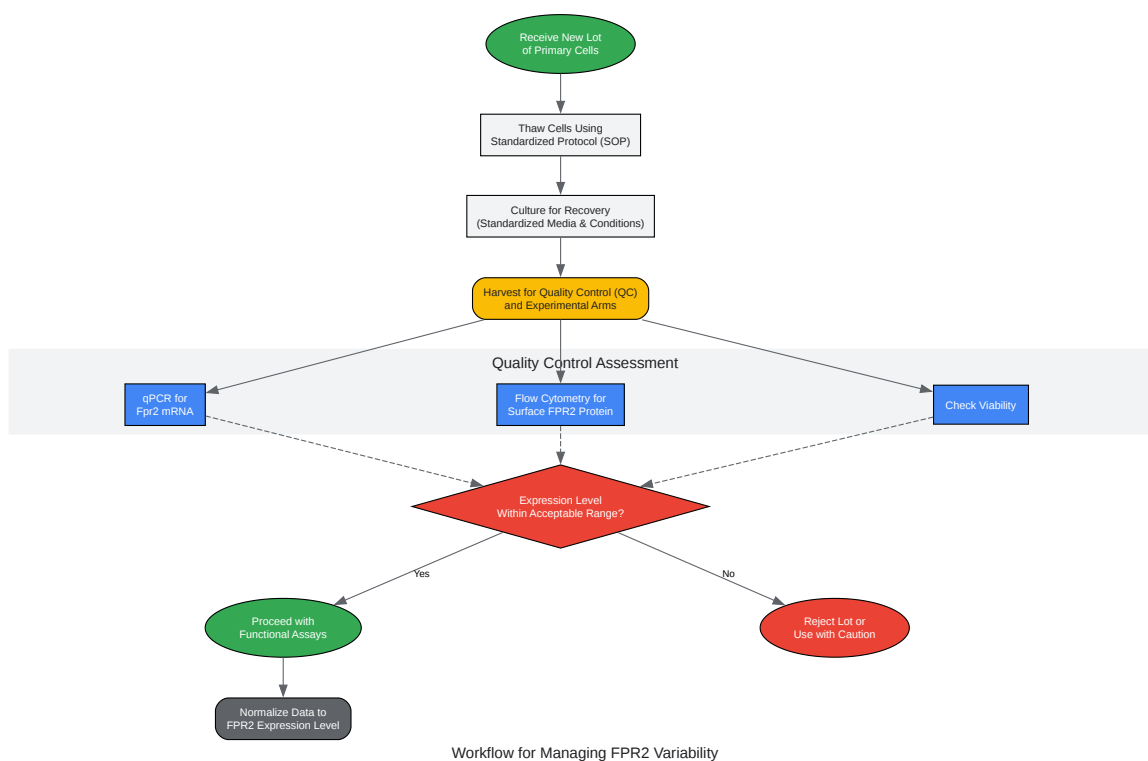 Receive New Lot
of Primary Cells
Thaw Cells Using
Standardized Protocol (SOP)
Culture for Recovery
(Standardized Media & Conditions)
Harvest for Quality Control (QC)
and Experimental Arms
Quality Control Assessment
qPCR for
Fpr2 mRNA
Flow Cytometry for
Surface FPR2 Protein
Check Viability
Expression Level
Within Acceptable Range?
Yes
No
Proceed with
Functional Assays
Reject Lot or
Use with Caution
Normalize Data to
FPR2 Expression Level
Workflow for Managing FPR2 Variability